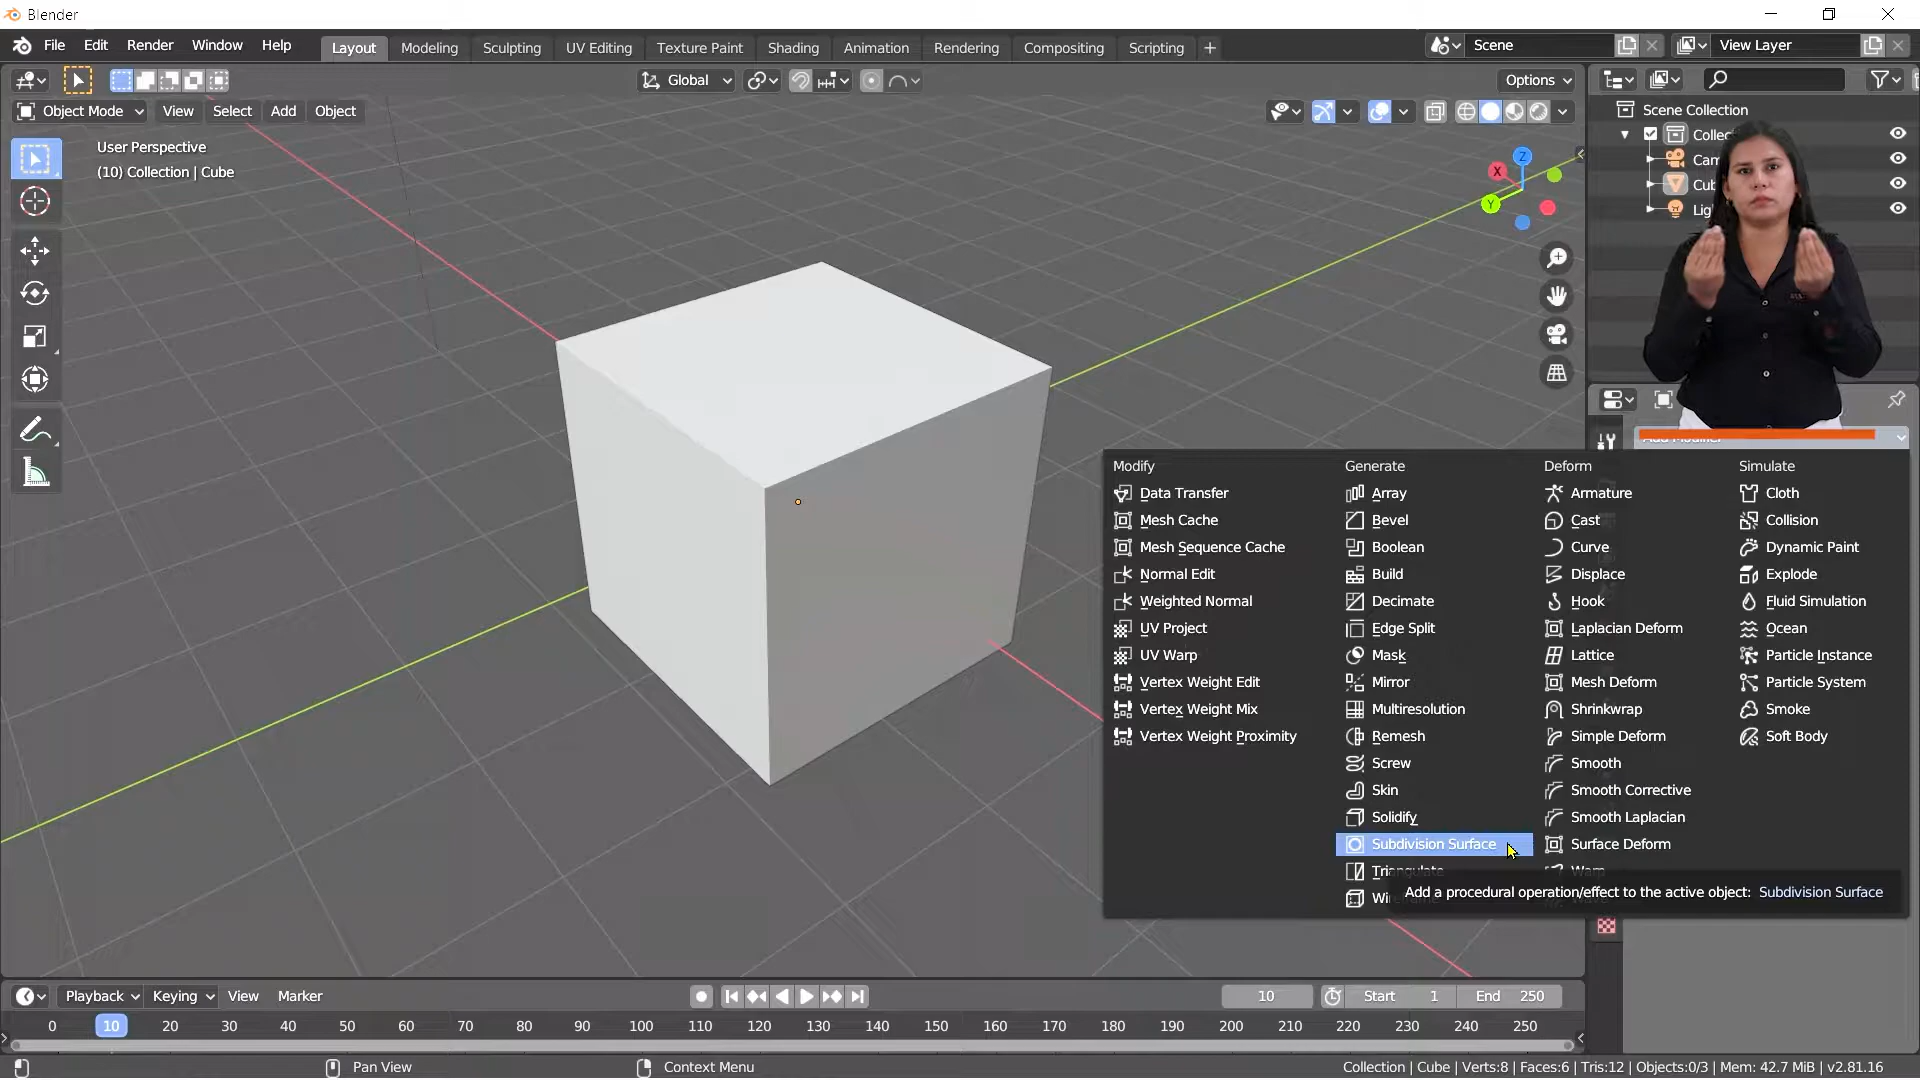 Blender
File Edit Render Window Help Layout Modeling Sculpting UV Editing Texture Paint Shading Animation Rendering Compositing Scripting + Scene View Layer
Global Options
Object Mode View Select Add Object
User Perspective
(10) Collection | Cube
Z
X
Y
Scene Collection
Collec
Cam
Cub
Lig
Add Modifier
Modify
Data Transfer
Mesh Cache
Mesh Sequence Cache
Normal Edit
Weighted Normal
UV Project
UV Warp
Vertex Weight Edit
Vertex Weight Mix
Vertex Weight Proximity
Generate
Array
Bevel
Boolean
Build
Decimate
Edge Split
Mask
Mirror
Multiresolution
Remesh
Screw
Skin
Solidify
Subdivision Surface
Triangulate
Wireframe
Deform
Armature
Cast
Curve
Displace
Hook
Laplacian Deform
Lattice
Mesh Deform
Shrinkwrap
Simple Deform
Smooth
Smooth Corrective
Smooth Laplacian
Surface Deform
Warp
Wave
Simulate
Cloth
Collision
Dynamic Paint
Explode
Fluid Simulation
Ocean
Particle Instance
Particle System
Smoke
Soft Body
Add a procedural operation/effect to the active object: Subdivision Surface
Playback Keying View Marker 10 Start 1 End 250
0 10 20 30 40 50 60 70 80 90 100 110 120 130 140 150 160 170 180 190 200 210 220 230 240 250
Pan View Context Menu Collection | Cube | Verts:8 | Faces:6 | Tris:12 | Objects:0/3 | Mem: 42.7 MiB | v2.81.16